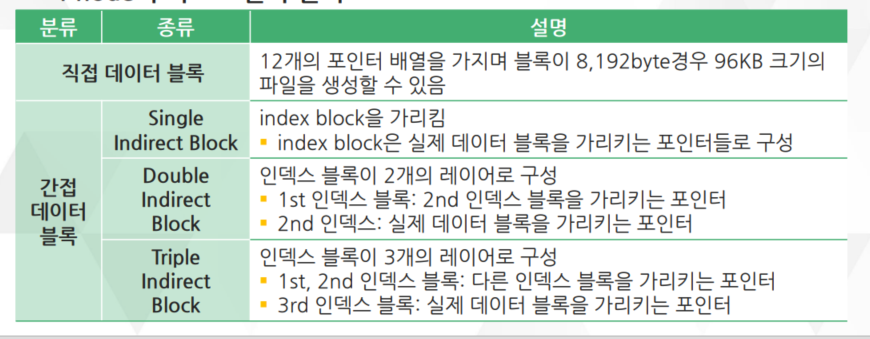 분류 종류 설명
직접 데이터 블록
12개의 포인터 배열을 가지며 블록이 8,192byte경우 96KB 크기의
파일을 생성할 수 있음
간접
데이터
블록
Single
Indirect Block
index block을 가리킴
▪ index block은 실제 데이터 블록을 가리키는 포인터들로 구성
Double
Indirect
Block
인덱스 블록이 2개의 레이어로 구성
▪ 1st 인덱스 블록: 2nd 인덱스 블록을 가리키는 포인터
▪ 2nd 인덱스: 실제 데이터 블록을 가리키는 포인터
Triple
Indirect
Block
인덱스 블록이 3개의 레이어로 구성
▪ 1st, 2nd 인덱스 블록: 다른 인덱스 블록을 가리키는 포인터
▪ 3rd 인덱스 블록: 실제 데이터 블록을 가리키는 포인터